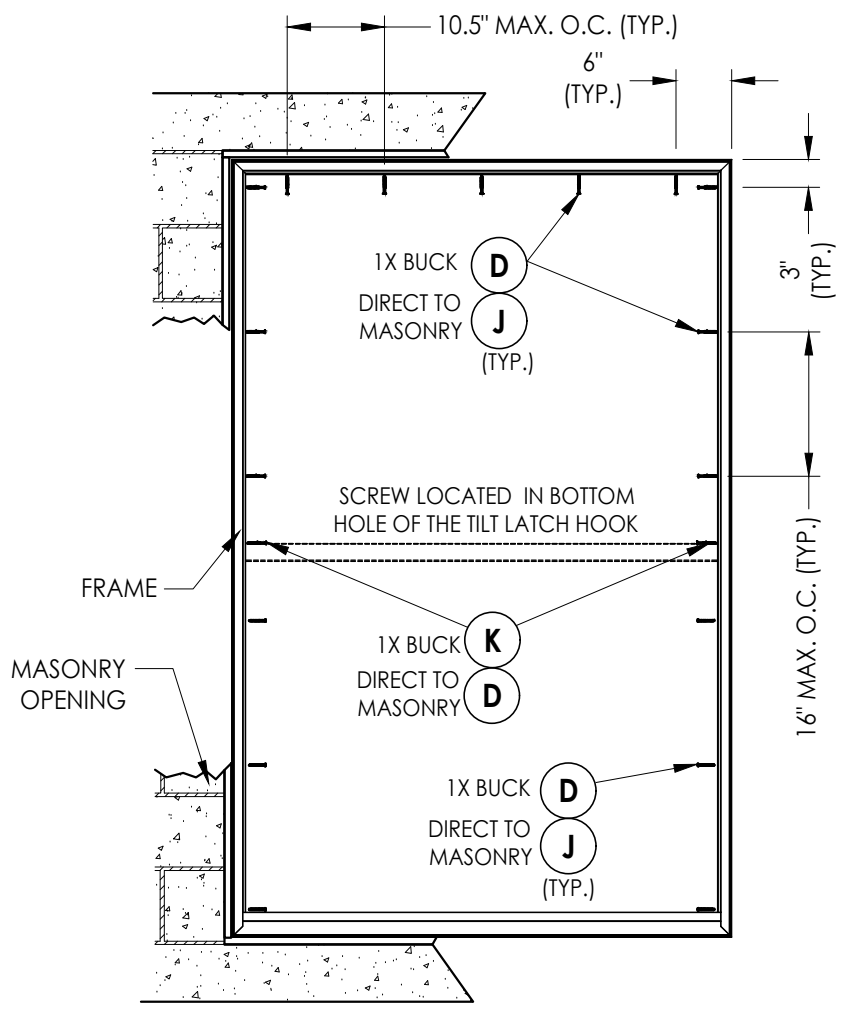 10.5" MAX. O.C. (TYP.)
6"
(TYP.)
3"
(TYP.)
1X BUCK
D
DIRECT TO
MASONRY
J
(TYP.)
16" MAX. O.C. (TYP.)
SCREW LOCATED IN BOTTOM
HOLE OF THE TILT LATCH HOOK
FRAME
1X BUCK
K
DIRECT TO
MASONRY
D
MASONRY
OPENING
1X BUCK
D
DIRECT TO
MASONRY
J
(TYP.)